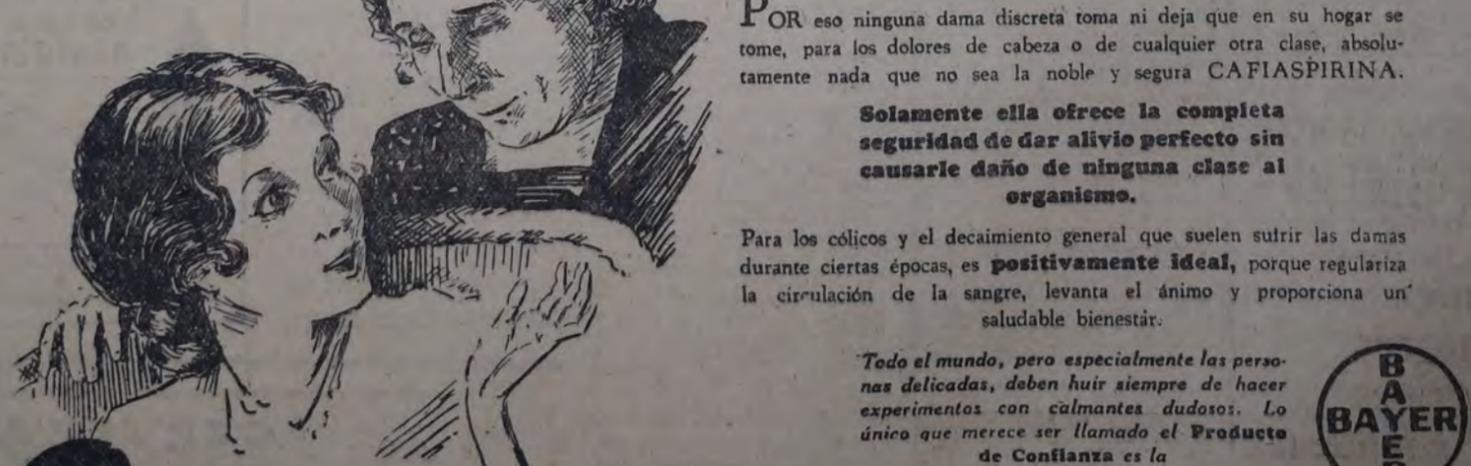 POR eso ninguna dama discreta toma ni deja que en su hogar se
tome, para los dolores de cabeza o de cualquier otra clase, absolu-
tamente nada que no sea la noble y segura CAFIASPIRINA.
Solamente ella ofrece la completa
seguridad de dar alivio perfecto sin
causarle daño de ninguna clase al
organismo.
Para los cólicos y el decaimiento general que suelen sufrir las damas
durante ciertas épocas, es positivamente ideal, porque regulariza
la circulación de la sangre, levanta el ánimo y proporciona un
saludable bienestar.
Todo el mundo, pero especialmente las perso-
nas delicadas, deben huir siempre de hacer
experimentos con calmantes dudosos. Lo
único que merece ser llamado el Producto
de Confianza es la
BAYER
BAYER